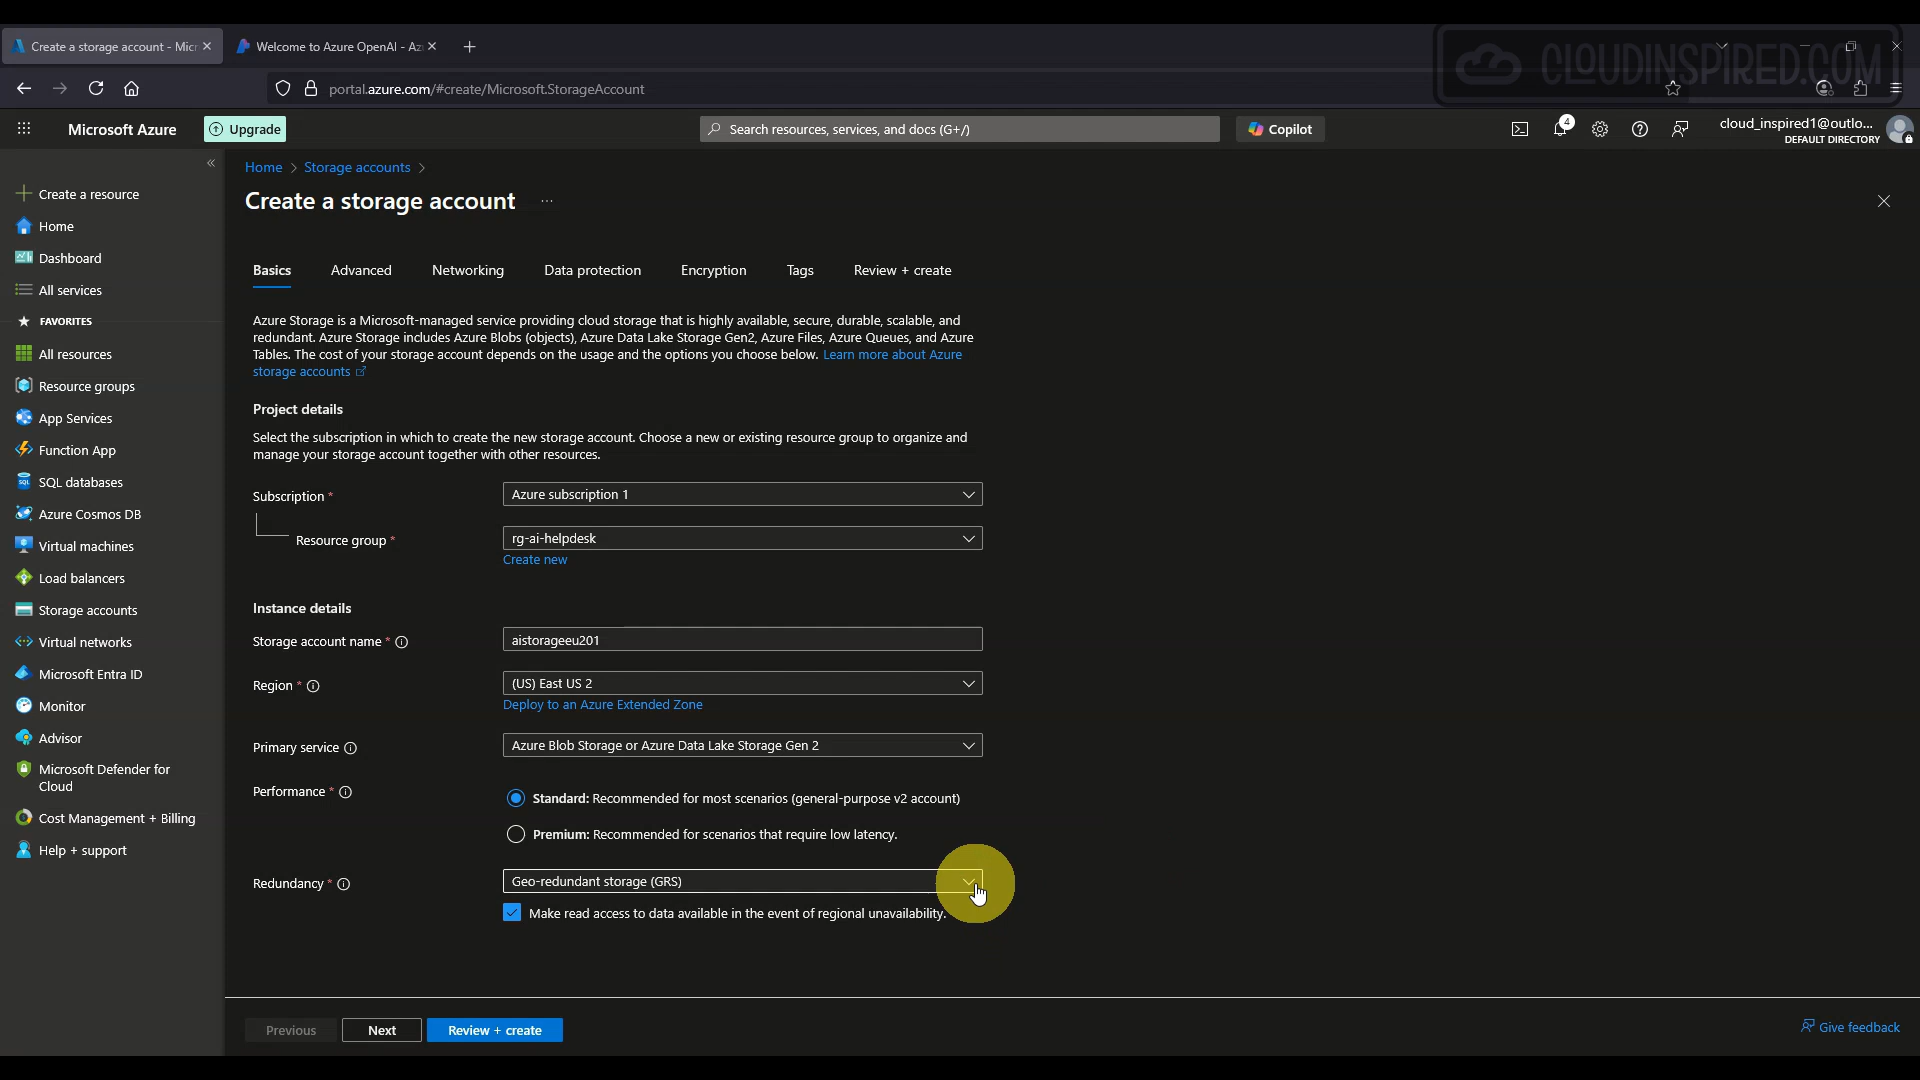 Create a storage account - Mic
Welcome to Azure OpenAI - Az
CLOUDINSPIRED.COM
portal.azure.com/#create/Microsoft.StorageAccount
Microsoft Azure
Upgrade
Search resources, services, and docs (G+/)
Copilot
4
cloud_inspired1@outlo...
DEFAULT DIRECTORY
Home > Storage accounts >
Create a storage account ...
Create a resource
Home
Dashboard
All services
FAVORITES
All resources
Resource groups
App Services
Function App
SQL databases
Azure Cosmos DB
Virtual machines
Load balancers
Storage accounts
Virtual networks
Microsoft Entra ID
Monitor
Advisor
Microsoft Defender for
Cloud
Cost Management + Billing
Help + support
Basics
Advanced
Networking
Data protection
Encryption
Tags
Review + create
Azure Storage is a Microsoft-managed service providing cloud storage that is highly available, secure, durable, scalable, and
redundant. Azure Storage includes Azure Blobs (objects), Azure Data Lake Storage Gen2, Azure Files, Azure Queues, and Azure
Tables. The cost of your storage account depends on the usage and the options you choose below. Learn more about Azure
storage accounts
Project details
Select the subscription in which to create the new storage account. Choose a new or existing resource group to organize and
manage your storage account together with other resources.
Subscription *
Azure subscription 1
Resource group *
rg-ai-helpdesk
Create new
Instance details
Storage account name *
aistorageeu201
Region *
(US) East US 2
Deploy to an Azure Extended Zone
Primary service
Azure Blob Storage or Azure Data Lake Storage Gen 2
Performance *
Standard: Recommended for most scenarios (general-purpose v2 account)
Premium: Recommended for scenarios that require low latency.
Redundancy *
Geo-redundant storage (GRS)
Make read access to data available in the event of regional unavailability.
Previous
Next
Review + create
Give feedback